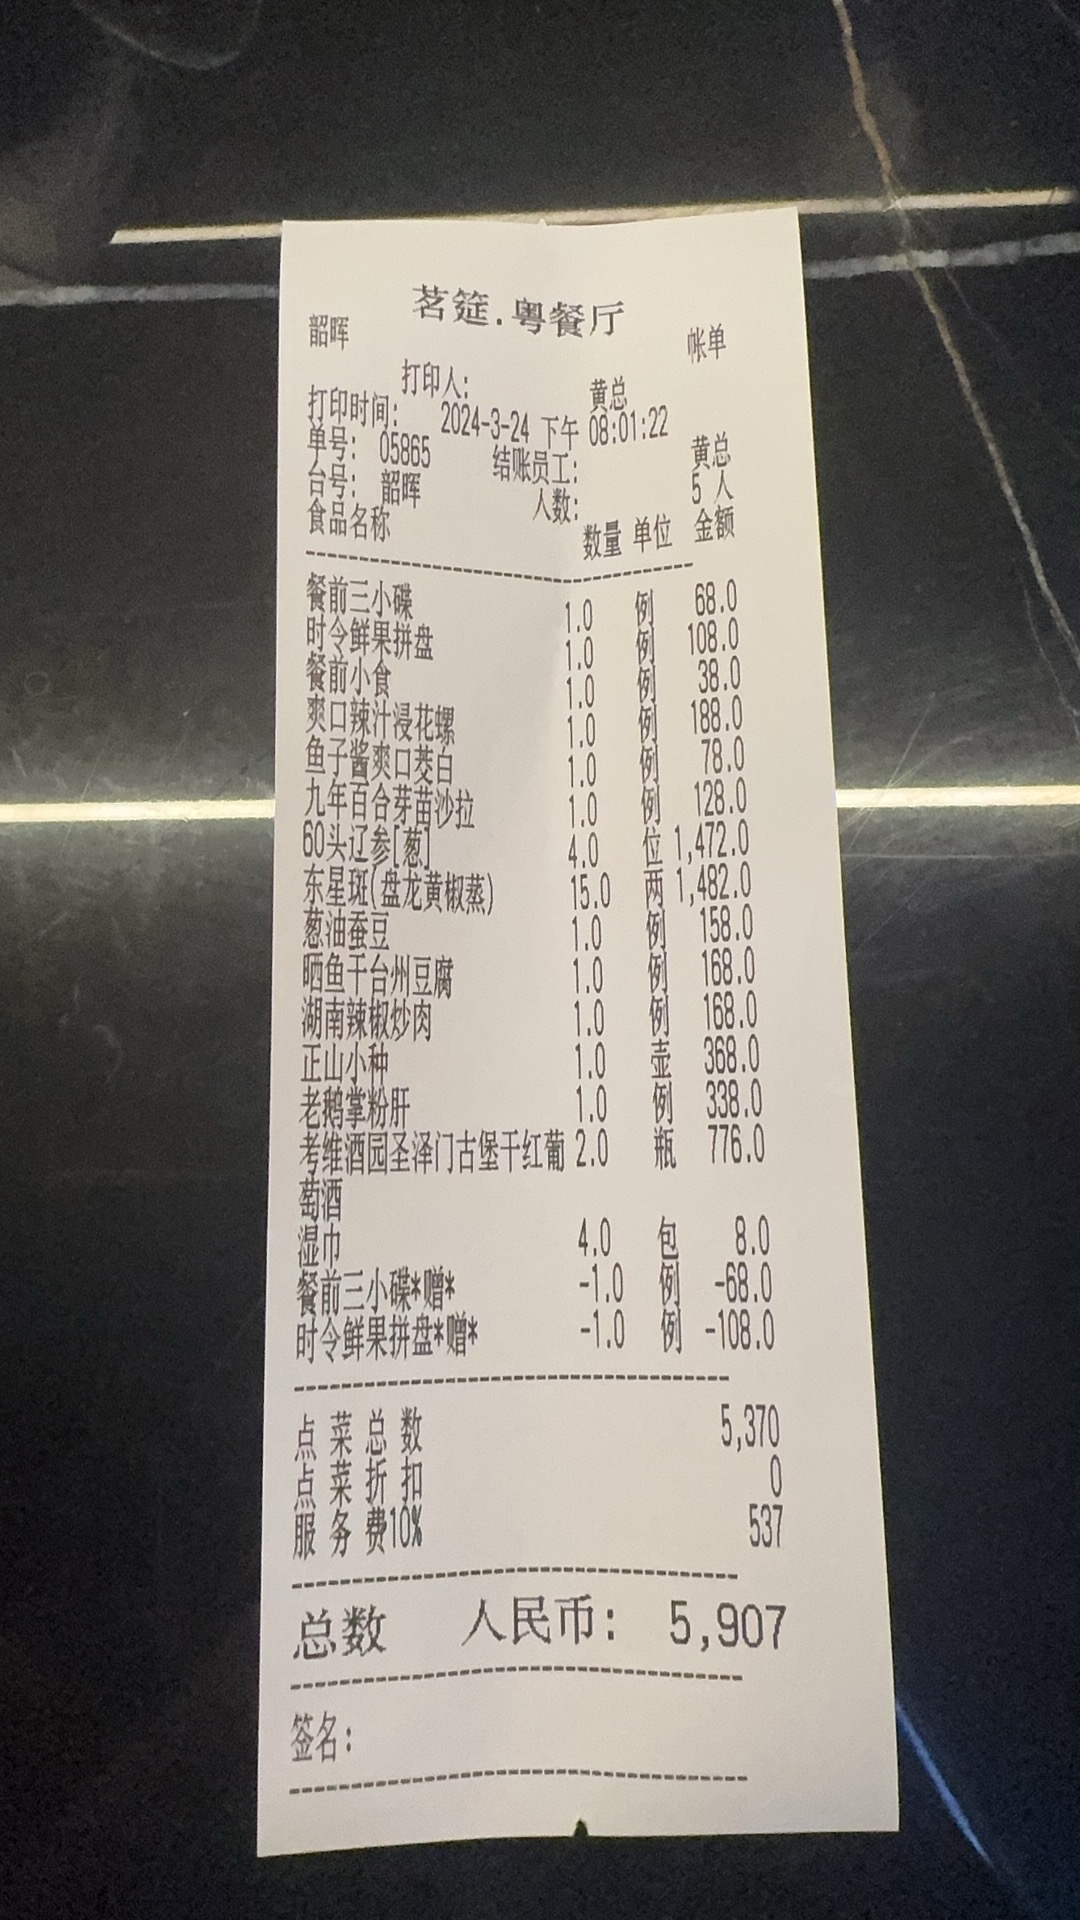 茗筵.粤餐厅
韶晖 帐单
打印人: 黄总
打印时间: 2024-3-24 下午 08:01:22
单号: 05865 结账员工: 黄总
台号: 韶晖 人数: 5 人
食品名称 数量 单位 金额
餐前三小碟 1.0 例 68.0
时令鲜果拼盘 1.0 例 108.0
餐前小食 1.0 例 38.0
爽口辣汁浸花螺 1.0 例 188.0
鱼子酱爽口茭白 1.0 例 78.0
九年百合芽苗沙拉 1.0 例 128.0
60头辽参[葱] 4.0 位 1,472.0
东星斑(盘龙黄椒蒸) 15.0 两 1,482.0
葱油蚕豆 1.0 例 158.0
晒鱼干台州豆腐 1.0 例 168.0
湖南辣椒炒肉 1.0 例 168.0
正山小种 1.0 壶 368.0
老鹅掌粉肝 1.0 例 338.0
考维酒园圣泽门古堡干红葡 2.0 瓶 776.0
萄酒
湿巾 4.0 包 8.0
餐前三小碟*赠* -1.0 例 -68.0
时令鲜果拼盘*赠* -1.0 例 -108.0
点菜总数 5,370
点菜折扣 0
服务费10% 537
总数 人民币: 5,907
签名: